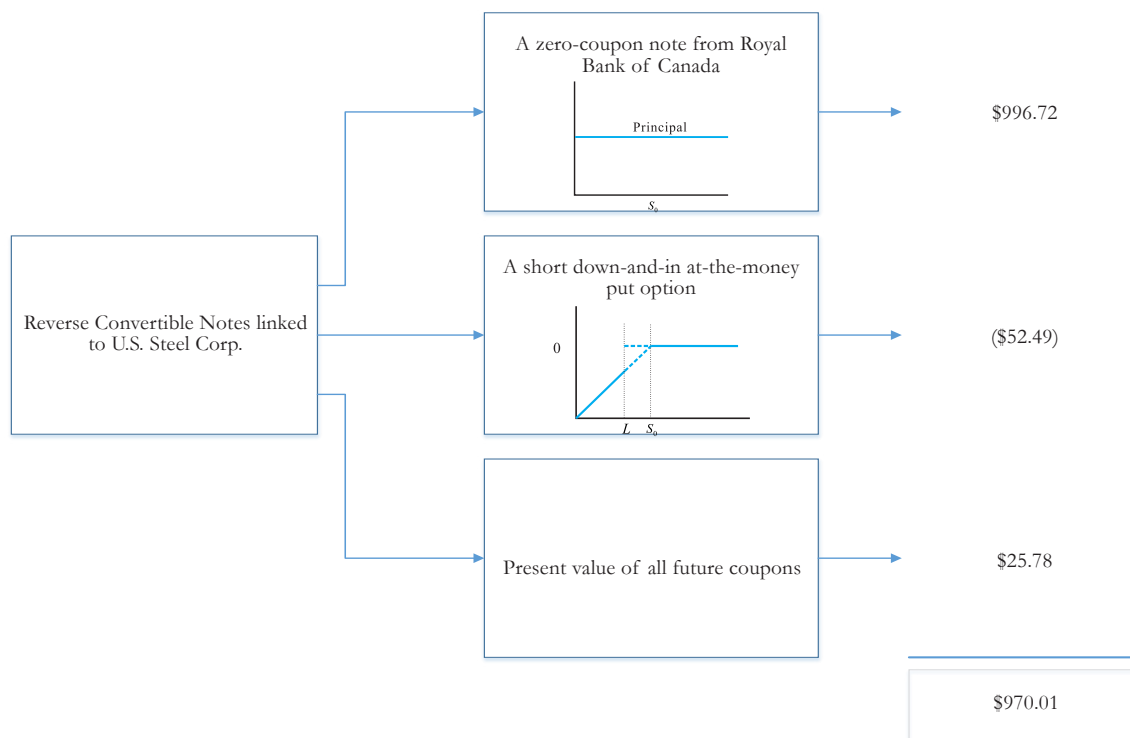 A zero-coupon note from Royal
Bank of Canada
Principal
S₀
$996.72
Reverse Convertible Notes linked
to U.S. Steel Corp.
A short down-and-in at-the-money
put option
0
L S₀
($52.49)
Present value of all future coupons
$25.78
$970.01